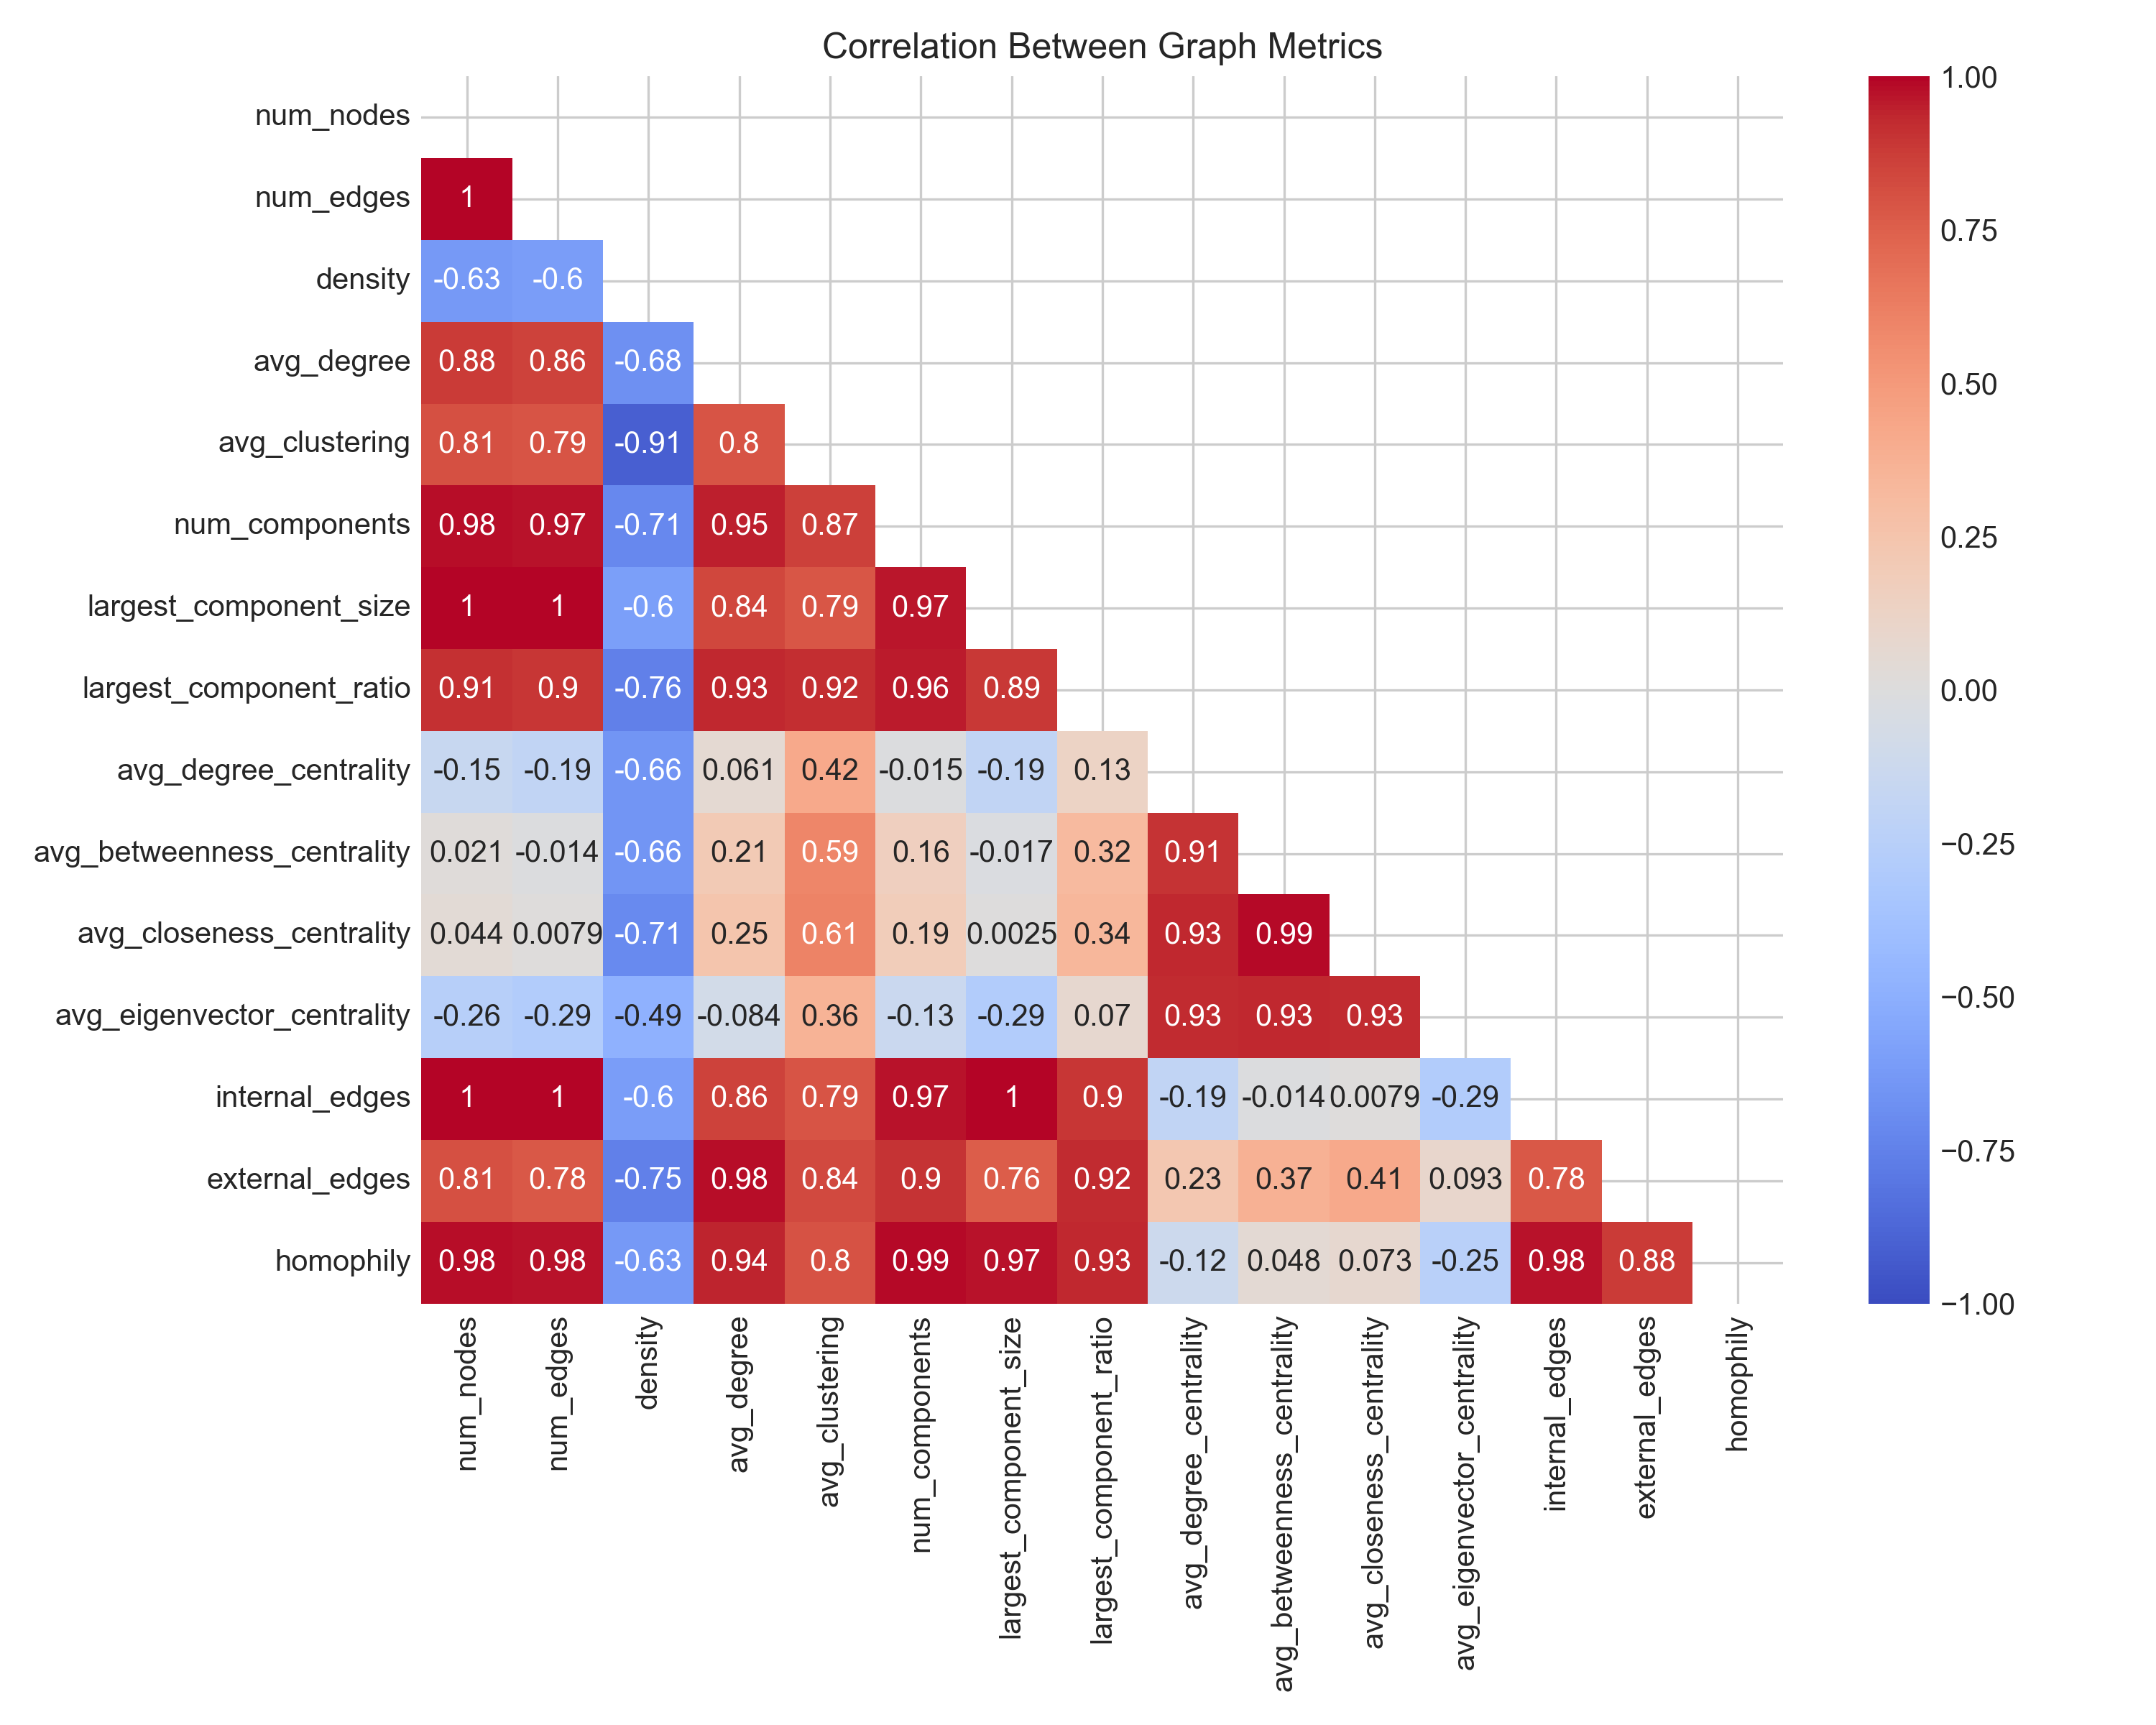 Correlation Between Graph Metrics
num_nodes
num_edges 1
density -0.63 -0.6
avg_degree 0.88 0.86 -0.68
avg_clustering 0.81 0.79 -0.91 0.8
num_components 0.98 0.97 -0.71 0.95 0.87
largest_component_size 1 1 -0.6 0.84 0.79 0.97
largest_component_ratio 0.91 0.9 -0.76 0.93 0.92 0.96 0.89
avg_degree_centrality -0.15 -0.19 -0.66 0.061 0.42 -0.015 -0.19 0.13
avg_betweenness_centrality 0.021 -0.014 -0.66 0.21 0.59 0.16 -0.017 0.32 0.91
avg_closeness_centrality 0.044 0.0079 -0.71 0.25 0.61 0.19 0.0025 0.34 0.93 0.99
avg_eigenvector_centrality -0.26 -0.29 -0.49 -0.084 0.36 -0.13 -0.29 0.07 0.93 0.93 0.93
internal_edges 1 1 -0.6 0.86 0.79 0.97 1 0.9 -0.19 -0.014 0.0079 -0.29
external_edges 0.81 0.78 -0.75 0.98 0.84 0.9 0.76 0.92 0.23 0.37 0.41 0.093 0.78
homophily 0.98 0.98 -0.63 0.94 0.8 0.99 0.97 0.93 -0.12 0.048 0.073 -0.25 0.98 0.88
num_nodes
num_edges
density
avg_degree
avg_clustering
num_components
largest_component_size
largest_component_ratio
avg_degree_centrality
avg_betweenness_centrality
avg_closeness_centrality
avg_eigenvector_centrality
internal_edges
external_edges
homophily
1.00
0.75
0.50
0.25
0.00
−0.25
−0.50
−0.75
−1.00